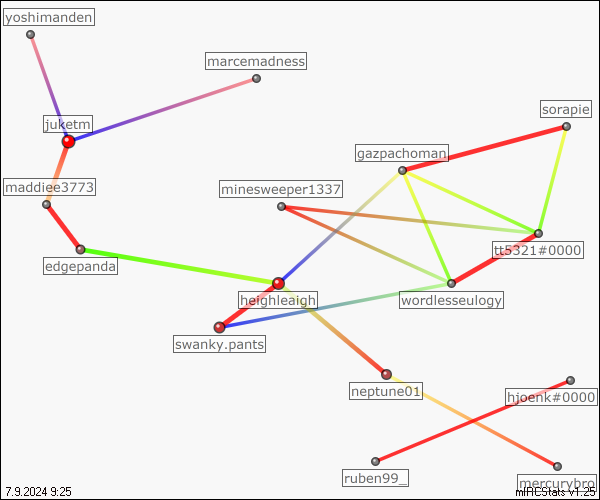 yoshimanden
marcemadness
sorapie
juketm
gazpachoman
maddiee3773
minesweeper1337
tt5321#0000
edgepanda
heighleaigh
wordlesseulogy
swanky.pants
neptune01
hjoenk#0000
ruben99_
mercurybro
7.9.2024 9:25
mIRCStats v1.25